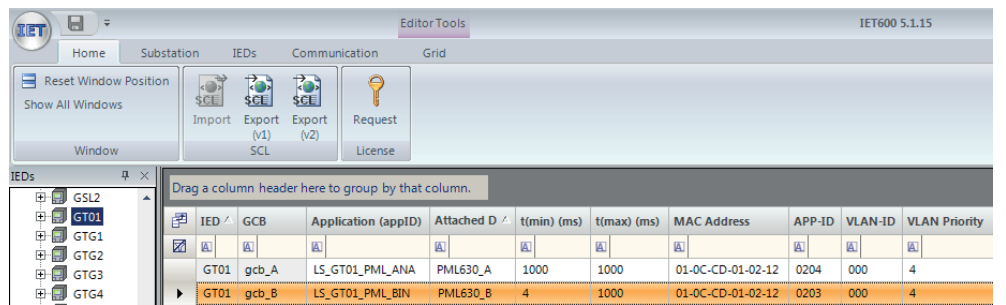 IET
Editor Tools
IET600 5.1.15
Home Substation IEDs Communication Grid
Reset Window Position
Show All Windows
SCL SCL SCL
Import Export (v1) Export (v2) Request
Window SCL License
IEDs
Drag a column header here to group by that column.
GSL2
GT01
GTG1
GTG2
GTG3
GTG4
IED GCB Application (appID) Attached D t(min) (ms) t(max) (ms) MAC Address APP-ID VLAN-ID VLAN Priority
A A A A A A A A A A
GT01 gcb_A LS_GT01_PML_ANA PML630_A 1000 1000 01-0C-CD-01-02-12 0204 000 4
GT01 gcb_B LS_GT01_PML_BIN PML630_B 4 1000 01-0C-CD-01-02-12 0203 000 4